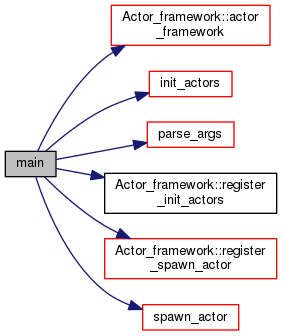 Actor_framework::actor
_framework
init_actors
parse_args
main
Actor_framework::register
_init_actors
Actor_framework::register
_spawn_actor
spawn_actor